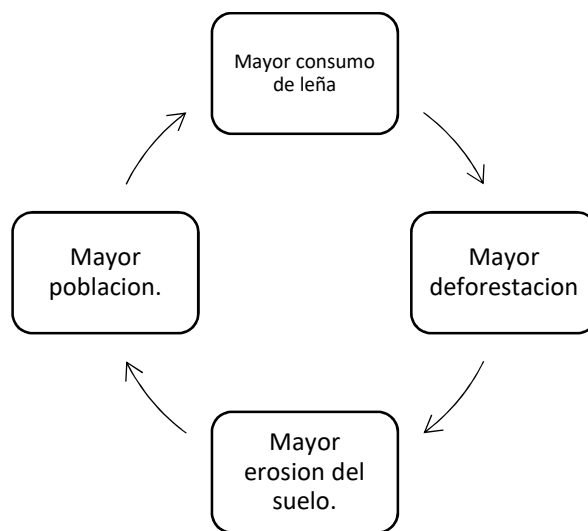 Mayor consumo
de leña
Mayor
poblacion.
Mayor
deforestacion
Mayor
erosion del
suelo.